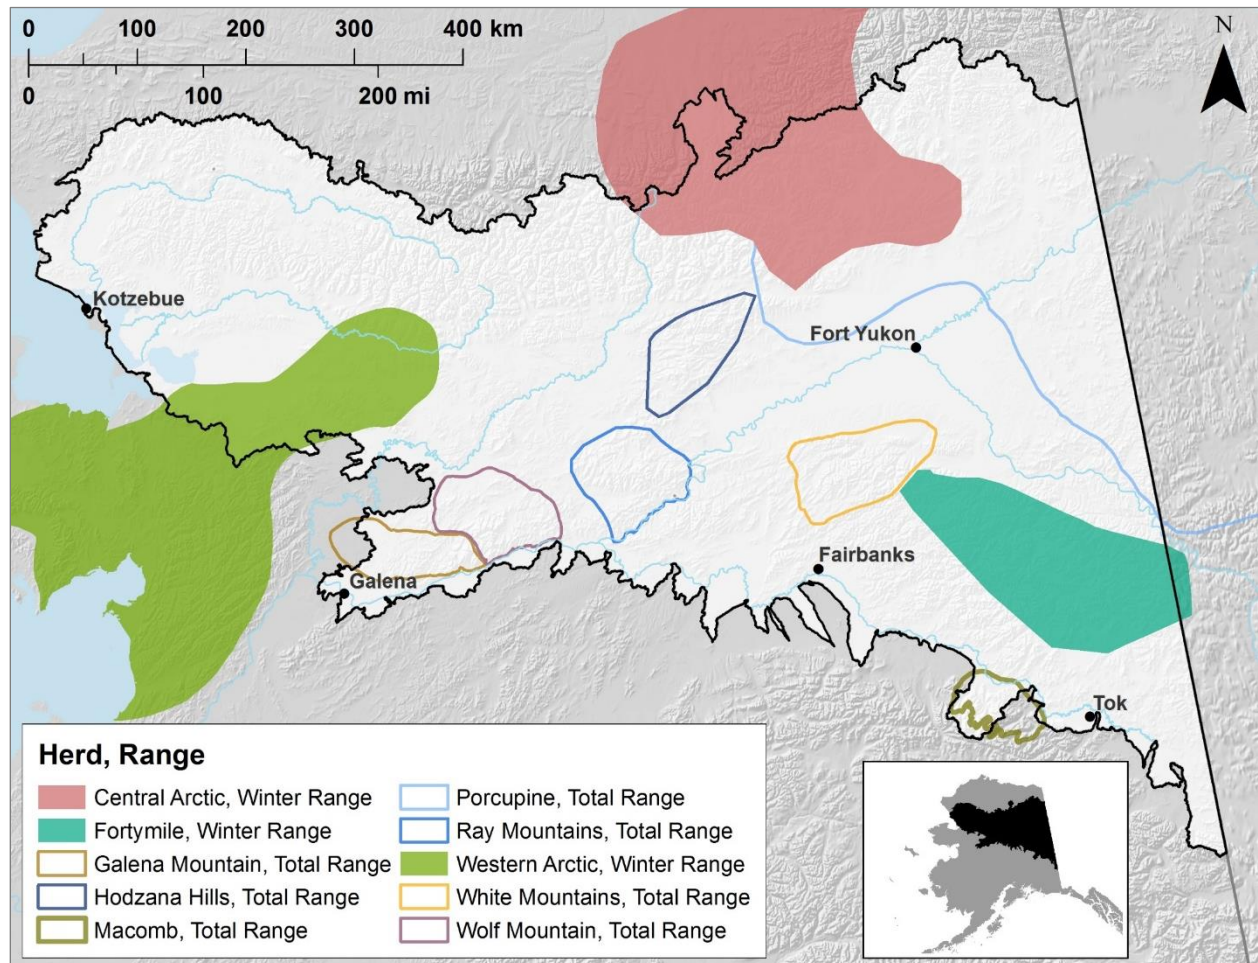 0 100 200 300 400 km
0 100 200 mi
N
Kotzebue
Fort Yukon
Fairbanks
Galena
Tok
Herd, Range
Central Arctic, Winter Range
Fortymile, Winter Range
Galena Mountain, Total Range
Hodzana Hills, Total Range
Macomb, Total Range
Porcupine, Total Range
Ray Mountains, Total Range
Western Arctic, Winter Range
White Mountains, Total Range
Wolf Mountain, Total Range